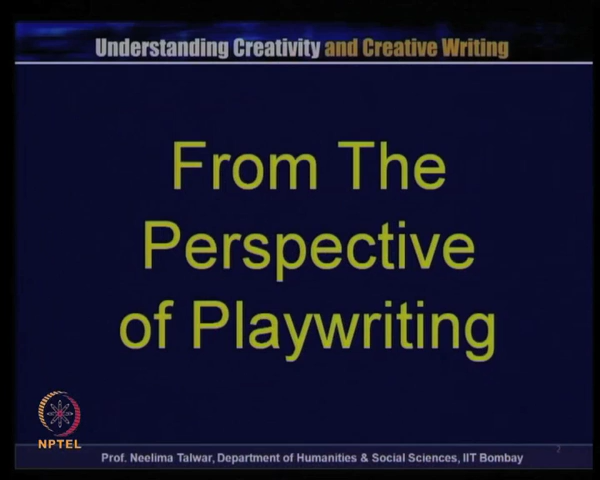 Understanding Creativity and Creative Writing
From The
Perspective
of Playwriting
NPTEL
Prof. Neelima Talwar, Department of Humanities & Social Sciences, IIT Bombay